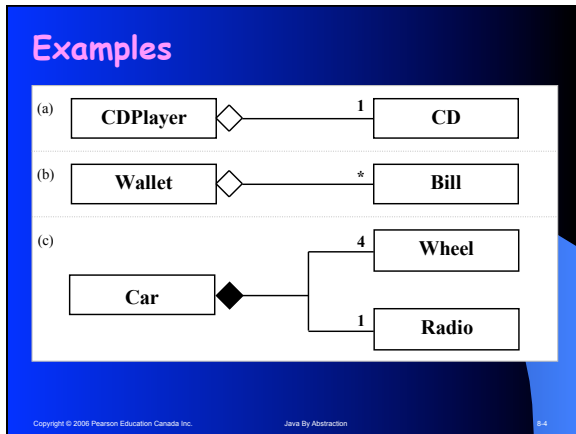 Examples
(a) CDPlayer 1 CD
(b) Wallet * Bill
(c) 4 Wheel
Car
1 Radio
Copyright © 2006 Pearson Education Canada Inc. Java By Abstraction 8-4